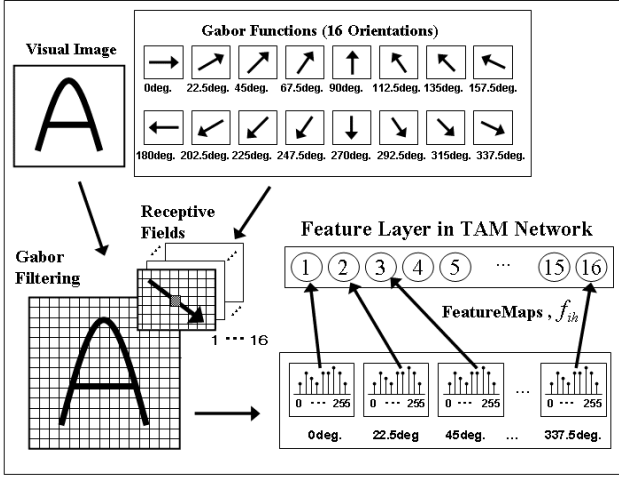 Gabor Functions (16 Orientations)
Visual Image
0deg. 22.5deg. 45deg. 67.5deg. 90deg. 112.5deg. 135deg. 157.5deg.
A
180deg. 202.5deg. 225deg. 247.5deg. 270deg. 292.5deg. 315deg. 337.5deg.
Receptive
Fields
Gabor
Filtering
1 ··· 16
A
Feature Layer in TAM Network
1 2 3 4 5 ... 15 16
FeatureMaps , f_ih
0 ··· 255 0 ··· 255 0 ··· 255 ... 0 ··· 255
0deg. 22.5deg 45deg. ... 337.5deg.